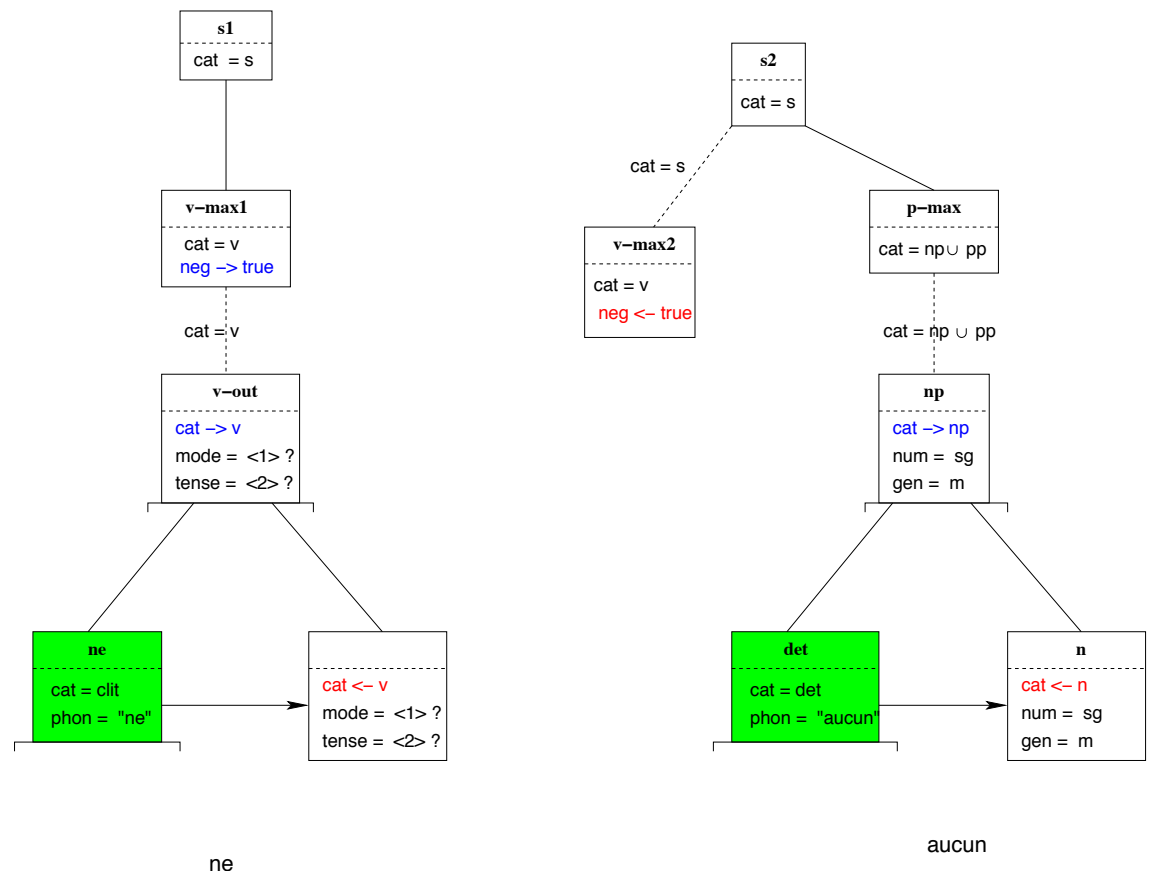 s1
cat = s
v–max1
cat = v
neg –> true
cat = v
v–out
cat –> v
mode = <1> ?
tense = <2> ?
ne
cat = clit
phon = "ne"
cat <– v
mode = <1> ?
tense = <2> ?
ne
s2
cat = s
cat = s
v–max2
cat = v
neg <– true
p–max
cat = np ∪ pp
cat = np ∪ pp
np
cat –> np
num = sg
gen = m
det
cat = det
phon = "aucun"
n
cat <– n
num = sg
gen = m
aucun